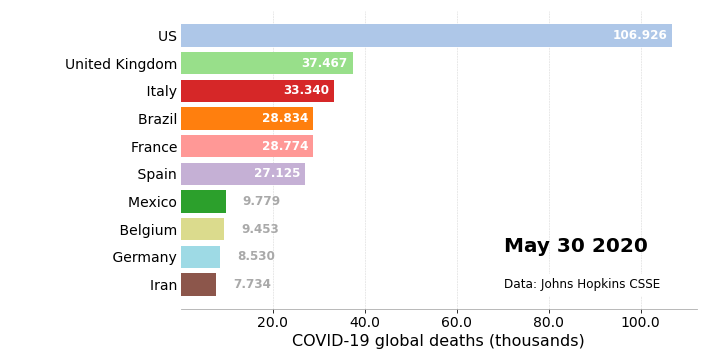 US 106.926
United Kingdom 37.467
Italy 33.340
Brazil 28.834
France 28.774
Spain 27.125
Mexico 9.779
Belgium 9.453
Germany 8.530
Iran 7.734
May 30 2020
Data: Johns Hopkins CSSE
20.0 40.0 60.0 80.0 100.0
COVID-19 global deaths (thousands)